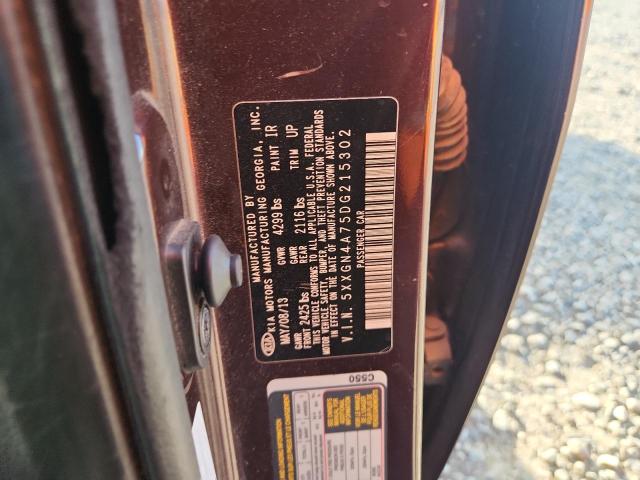 MANUFACTURED BY
KIA KIA MOTORS MANUFACTURING GEORGIA, INC.
MAY/08/13 GVWR 4299 lbs PAINT IR
GAWR FRONT 2425 lbs GAWR REAR 2116 lbs TRIM UP
THIS VEHICLE CONFORMS TO ALL APPLICABLE U.S.A. FEDERAL
MOTOR VEHICLE SAFETY, BUMPER, AND THEFT PREVENTION STANDARDS
IN EFFECT ON THE DATE OF MANUFACTURE SHOWN ABOVE.
V.I.N. 5XXGN4A75DG215302
PASSENGER CAR
C550